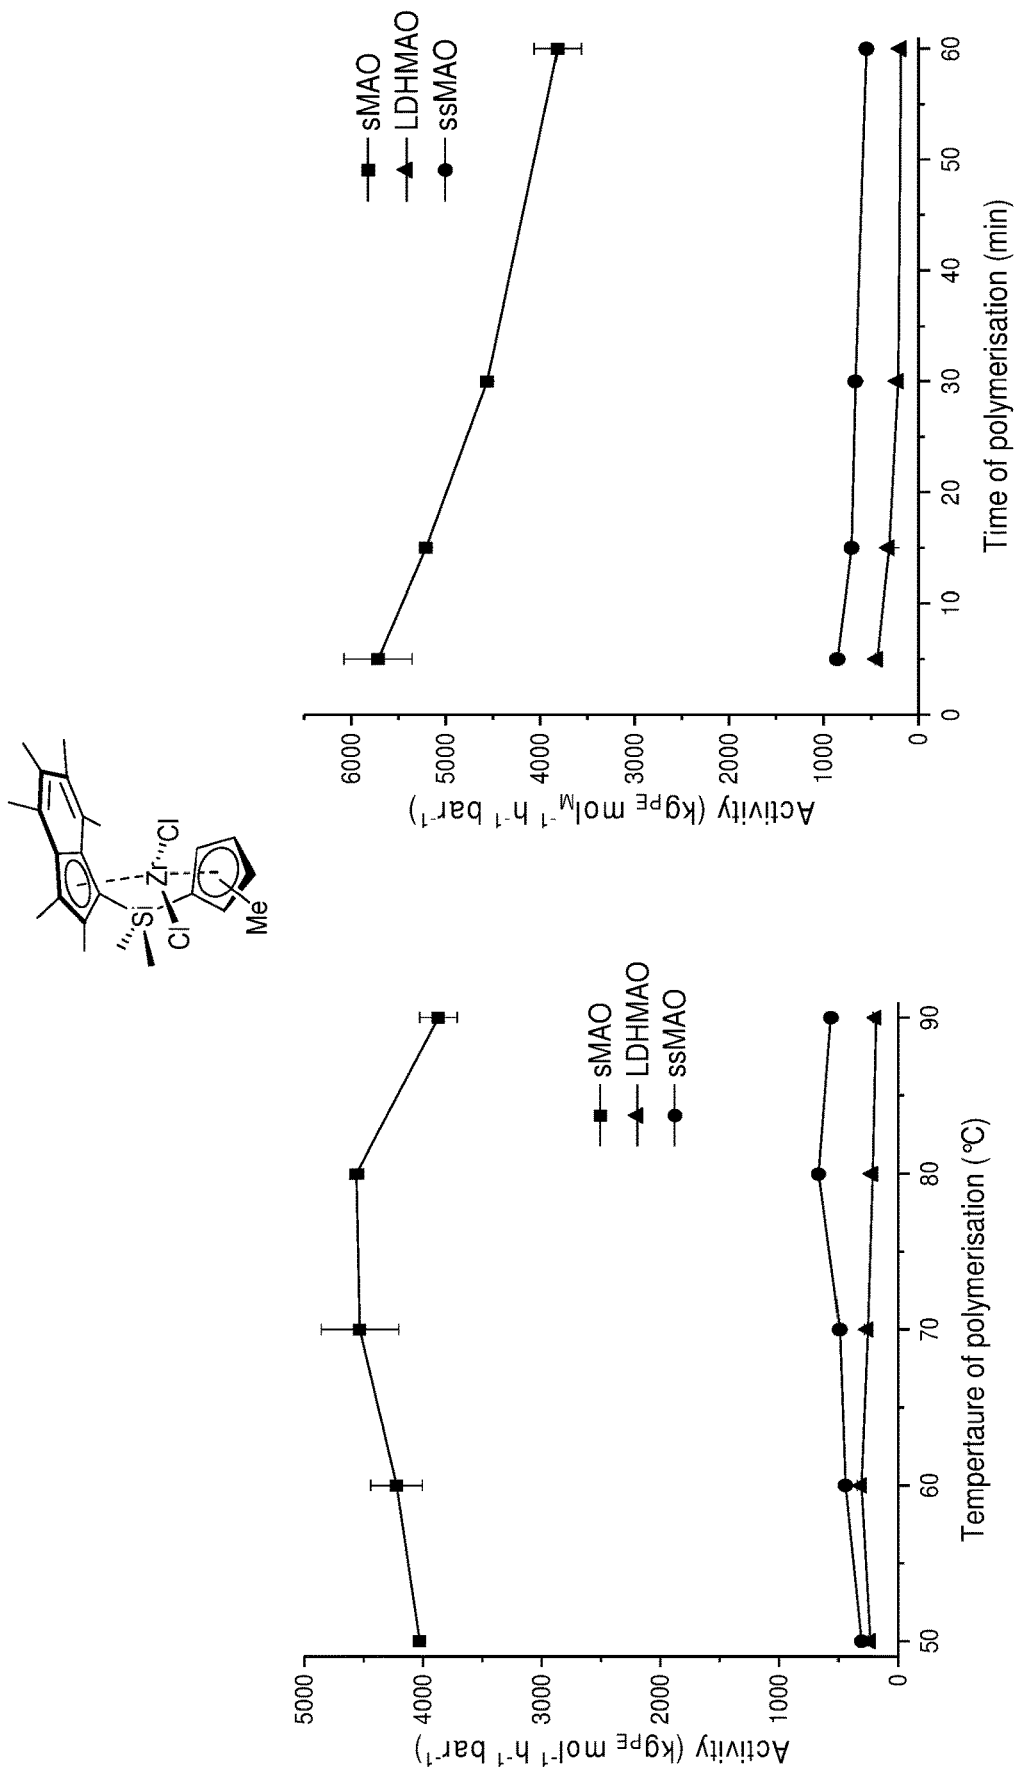 Si
Zr
Cl
Cl
Me
Activity (kgPE mol⁻¹ h⁻¹ bar⁻¹)
5000
4000
3000
2000
1000
0
sMAO
LDHMAO
ssMAO
50 60 70 80 90
Tempertaure of polymerisation (°C)
Activity (kgPE molM⁻¹ h⁻¹ bar⁻¹)
6000
5000
4000
3000
2000
1000
0
sMAO
LDHMAO
ssMAO
0 10 20 30 40 50 60
Time of polymerisation (min)